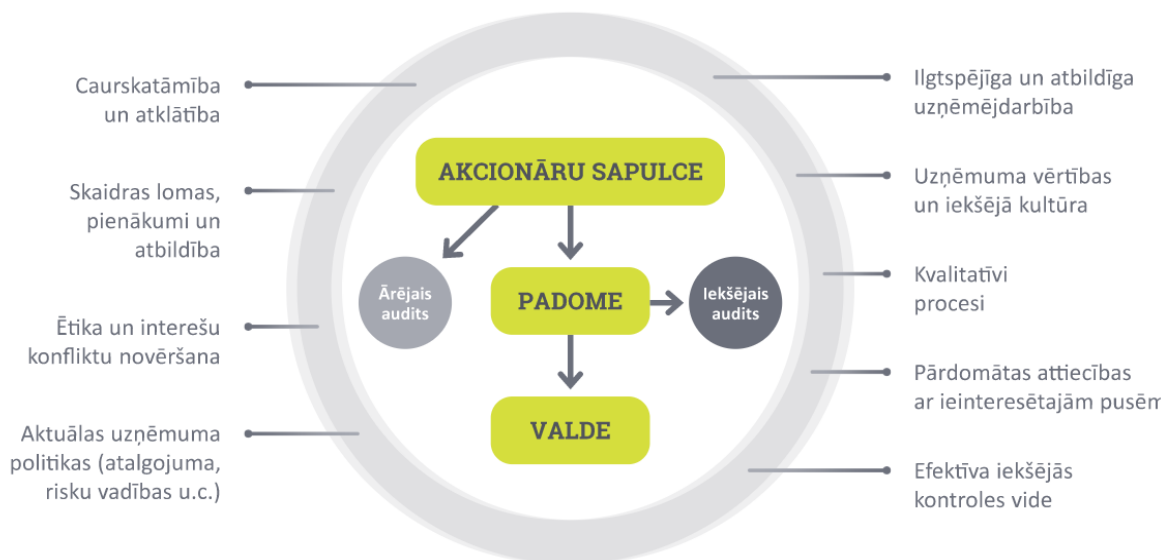 Caurskatāmība
un atklātība
Skaidras lomas,
pienākumi un
atbildība
Ētika un interešu
konfliktu novēršana
Aktuālas uzņēmuma
politikas (atalgojuma,
risku vadības u.c.)
AKCIONĀRU SAPULCE
Ārējais
audits
PADOME
Iekšējais
audits
VALDE
Ilgtspējīga un atbildīga
uzņēmējdarbība
Uzņēmuma vērtības
un iekšējā kultūra
Kvalitatīvi
procesi
Pārdomātas attiecības
ar ieinteresētajām pusēm
Efektīva iekšējās
kontroles vide